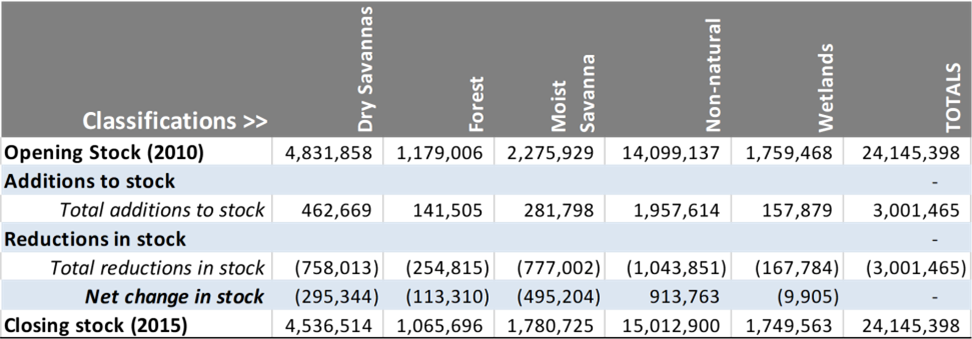 Classifications >> Dry Savannas Forest Moist Savanna Non-natural Wetlands TOTALS
Opening Stock (2010) 4,831,858 1,179,006 2,275,929 14,099,137 1,759,468 24,145,398
Additions to stock -
Total additions to stock 462,669 141,505 281,798 1,957,614 157,879 3,001,465
Reductions in stock -
Total reductions in stock (758,013) (254,815) (777,002) (1,043,851) (167,784) (3,001,465)
Net change in stock (295,344) (113,310) (495,204) 913,763 (9,905) -
Closing stock (2015) 4,536,514 1,065,696 1,780,725 15,012,900 1,749,563 24,145,398